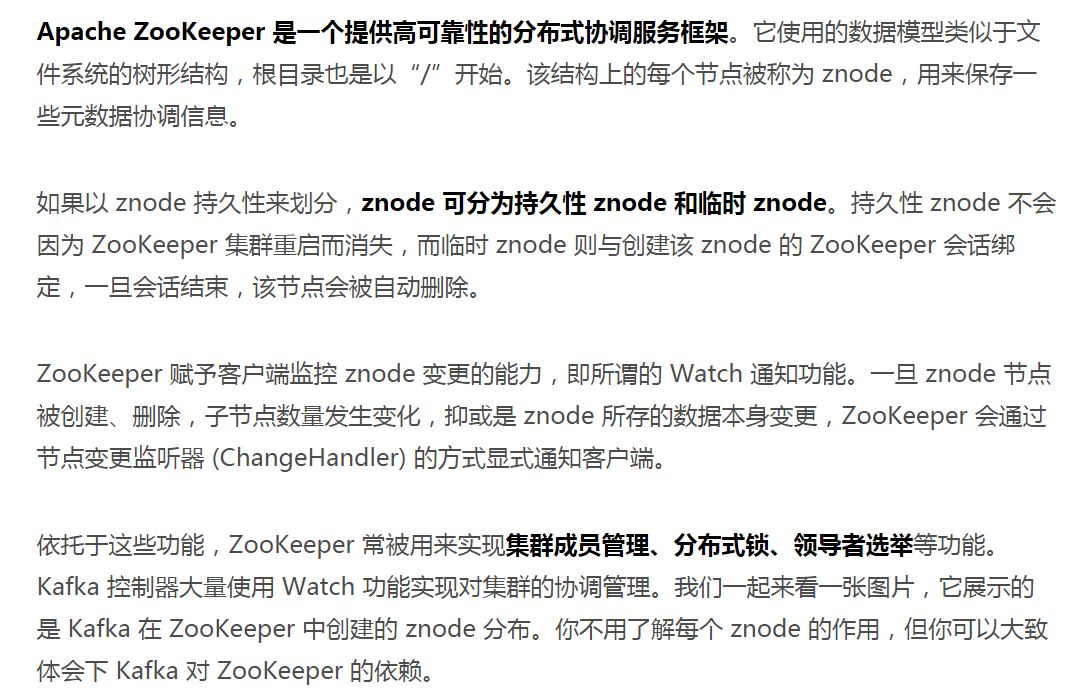 Apache ZooKeeper 是一个提供高可靠性的分布式协调服务框架。它使用的数据模型类似于文
件系统的树形结构，根目录也是以“/”开始。该结构上的每个节点被称为 znode，用来保存一
些元数据协调信息。
如果以 znode 持久性来划分，znode 可分为持久性 znode 和临时 znode。持久性 znode 不会
因为 ZooKeeper 集群重启而消失，而临时 znode 则与创建该 znode 的 ZooKeeper 会话绑
定，一旦会话结束，该节点会被自动删除。
ZooKeeper 赋予客户端监控 znode 变更的能力，即所谓的 Watch 通知功能。一旦 znode 节点
被创建、删除，子节点数量发生变化，抑或是 znode 所存的数据本身变更，ZooKeeper 会通过
节点变更监听器 (ChangeHandler) 的方式显式通知客户端。
依托于这些功能，ZooKeeper 常被用来实现集群成员管理、分布式锁、领导者选举等功能。
Kafka 控制器大量使用 Watch 功能实现对集群的协调管理。我们一起来看一张图片，它展示的
是 Kafka 在 ZooKeeper 中创建的 znode 分布。你不用了解每个 znode 的作用，但你可以大致
体会下 Kafka 对 ZooKeeper 的依赖。